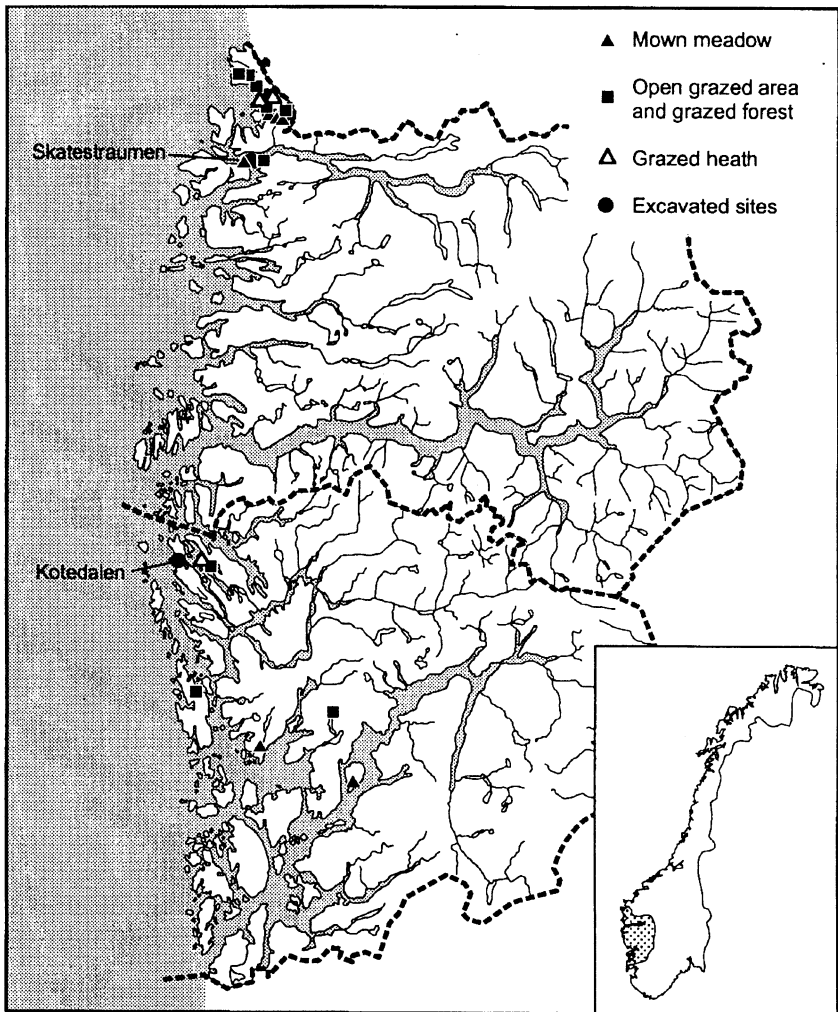 Mown meadow
Open grazed area
and grazed forest
Grazed heath
Excavated sites
Skatestraumen
Kotedalen